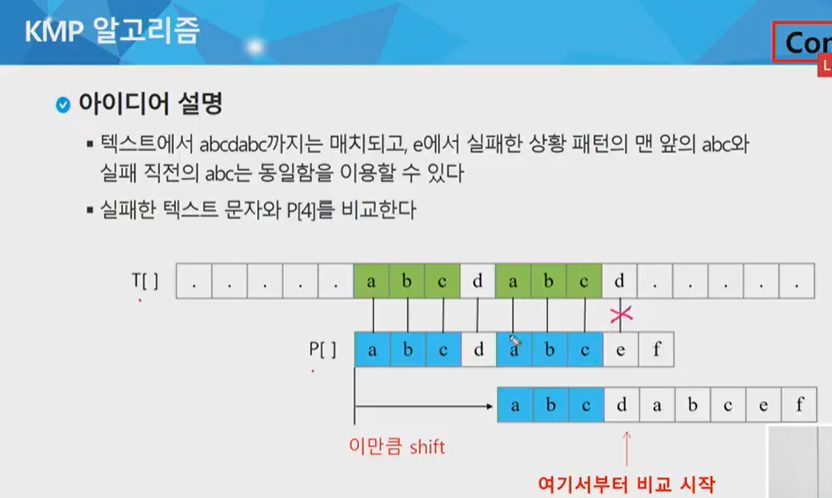 KMP 알고리즘
Con
L
아이디어 설명
▪ 텍스트에서 abcdabc까지는 매치되고, e에서 실패한 상황 패턴의 맨 앞의 abc와
실패 직전의 abc는 동일함을 이용할 수 있다
▪ 실패한 텍스트 문자와 P[4]를 비교한다
T[ ] . . . . . a b c d a b c d . . . . .
P[ ] a b c d a b c e f
a b c d a b c e f
이만큼 shift
여기서부터 비교 시작